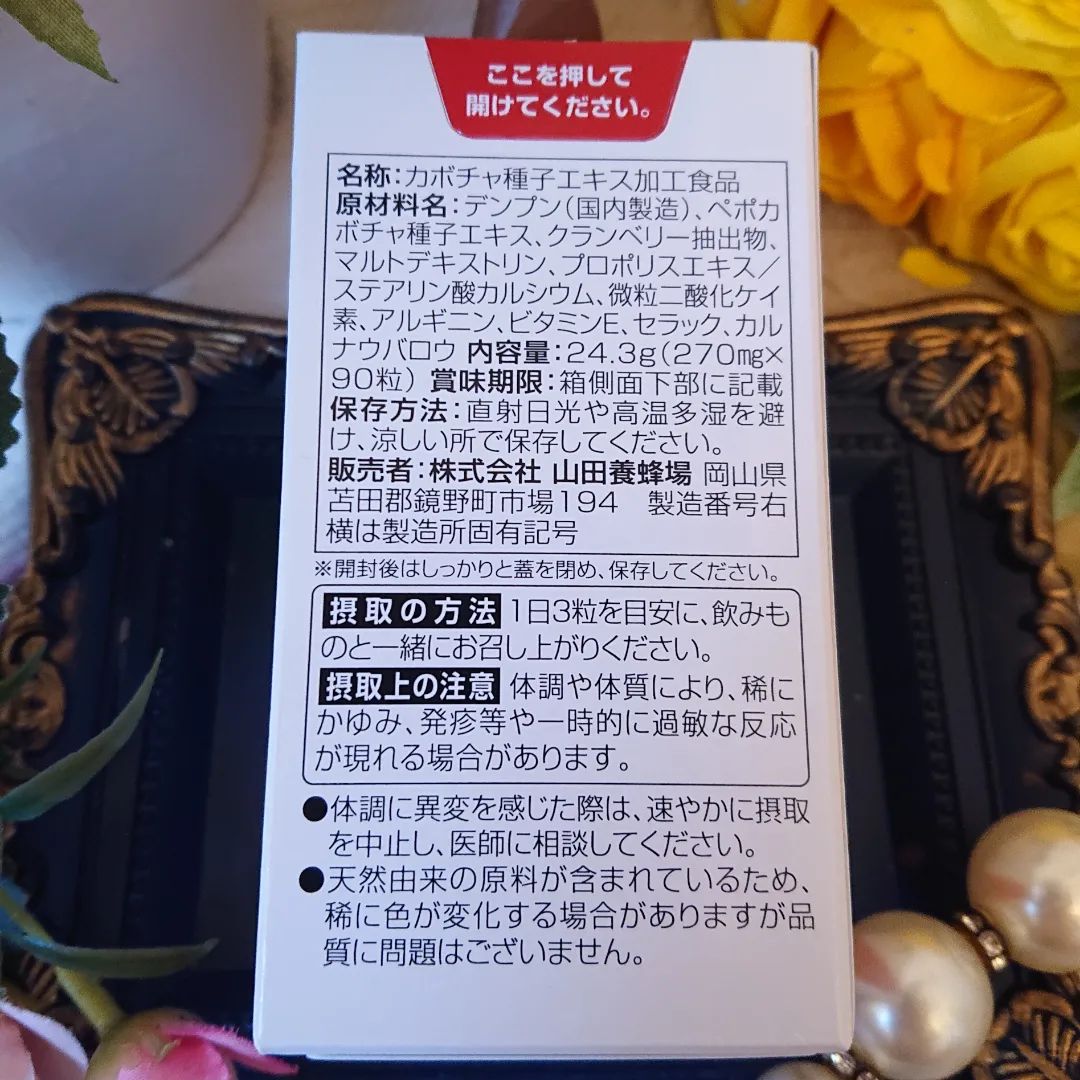 ここを押して
開けてください。
名称：カボチャ種子エキス加工食品
原材料名：デンプン（国内製造）、ペポカ
ボチャ種子エキス、クランベリー抽出物、
マルトデキストリン、プロポリスエキス／
ステアリン酸カルシウム、微粒二酸化ケイ
素、アルギニン、ビタミンE、セラック、カル
ナウバロウ 内容量：24.3g（270mg×
90粒） 賞味期限：箱側面下部に記載
保存方法：直射日光や高温多湿を避
け、涼しい所で保存してください。
販売者：株式会社 山田養蜂場 岡山県
苫田郡鏡野町市場194 製造番号右
横は製造所固有記号
※開封後はしっかりと蓋を閉め、保存してください。
摂取の方法 1日3粒を目安に、飲みも
のと一緒にお召し上がりください。
摂取上の注意 体調や体質により、稀に
かゆみ、発疹等や一時的に過敏な反応
が現れる場合があります。
●体調に異変を感じた際は、速やかに摂取
を中止し、医師に相談してください。
●天然由来の原料が含まれているため、
稀に色が変化する場合がありますが品
質に問題はございません。